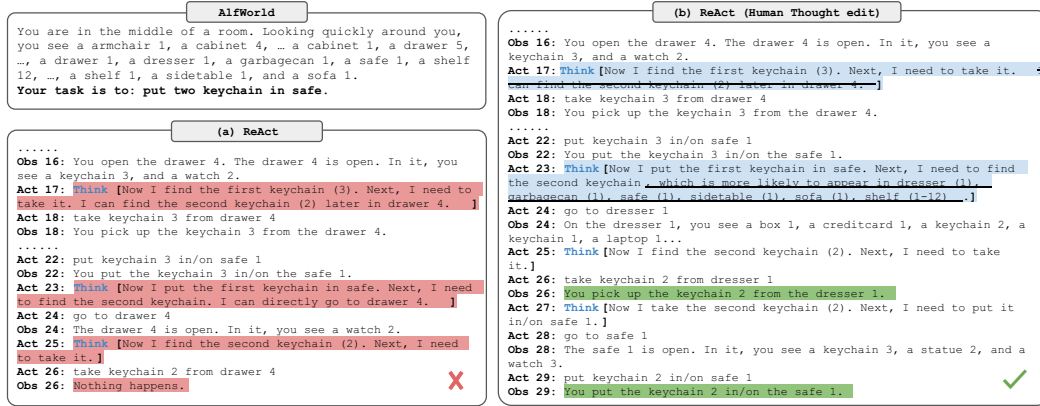 AlfWorld
You are in the middle of a room. Looking quickly around you,
you see a armchair 1, a cabinet 4, … a cabinet 1, a drawer 5,
…, a drawer 1, a dresser 1, a garbagecan 1, a safe 1, a shelf
12, …, a shelf 1, a sidetable 1, and a sofa 1.
Your task is to: put two keychain in safe.
(a) ReAct
......
Obs 16: You open the drawer 4. The drawer 4 is open. In it, you
see a keychain 3, and a watch 2.
Act 17: Think [Now I find the first keychain (3). Next, I need to
take it. I can find the second keychain (2) later in drawer 4. ]
Act 18: take keychain 3 from drawer 4
Obs 18: You pick up the keychain 3 from the drawer 4.
......
Act 22: put keychain 3 in/on safe 1
Obs 22: You put the keychain 3 in/on the safe 1.
Act 23: Think [Now I put the first keychain in safe. Next, I need
to find the second keychain. I can directly go to drawer 4. ]
Act 24: go to drawer 4
Obs 24: The drawer 4 is open. In it, you see a watch 2.
Act 25: Think [Now I find the second keychain (2). Next, I need
to take it.]
Act 26: take keychain 2 from drawer 4
Obs 26: Nothing happens.
(b) ReAct (Human Thought edit)
......
Obs 16: You open the drawer 4. The drawer 4 is open. In it, you see a
keychain 3, and a watch 2.
Act 17: Think [Now I find the first keychain (3). Next, I need to take it.
can find the second keychain (2) later in drawer 4. ]
Act 18: take keychain 3 from drawer 4
Obs 18: You pick up the keychain 3 from the drawer 4.
......
Act 22: put keychain 3 in/on safe 1
Obs 22: You put the keychain 3 in/on the safe 1.
Act 23: Think [Now I put the first keychain in safe. Next, I need to find
the second keychain , which is more likely to appear in dresser (1),
garbagecan (1), safe (1), sidetable (1), sofa (1), shelf (1-12) .]
Act 24: go to dresser 1
Obs 24: On the dresser 1, you see a box 1, a creditcard 1, a keychain 2, a
keychain 1, a laptop 1...
Act 25: Think [Now I find the second keychain (2). Next, I need to take
it.]
Act 26: take keychain 2 from dresser 1
Obs 26: You pick up the keychain 2 from the dresser 1.
Act 27: Think [Now I take the second keychain (2). Next, I need to put it
in/on safe 1.]
Act 28: go to safe 1
Obs 28: The safe 1 is open. In it, you see a keychain 3, a statue 2, and a
watch 3.
Act 29: put keychain 2 in/on safe 1
Obs 29: You put the keychain 2 in/on the safe 1.